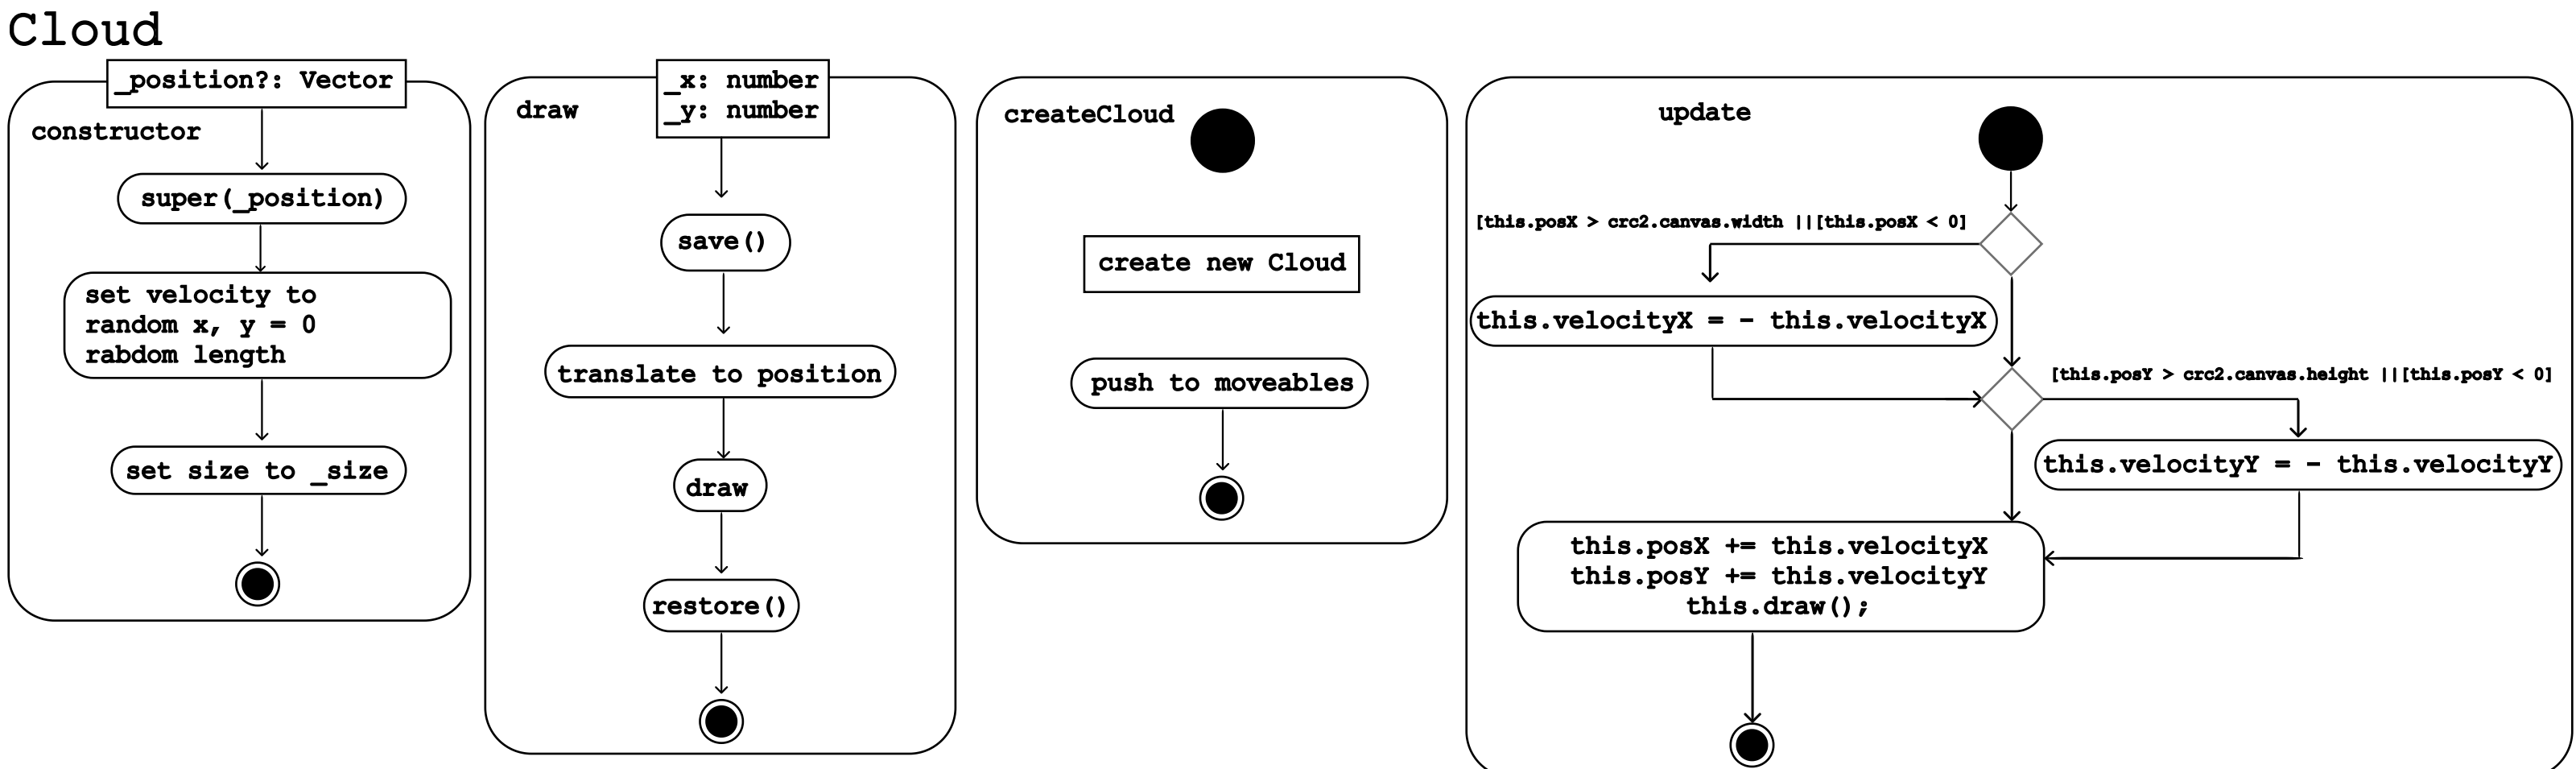 Cloud
_position?: Vector
constructor
super(_position)
set velocity to
random x, y = 0
rabdom length
set size to _size
_x: number
_y: number
draw
save()
translate to position
draw
restore()
createCloud
create new Cloud
push to moveables
update
[this.posX > crc2.canvas.width ||[this.posX < 0]
this.velocityX = - this.velocityX
[this.posY > crc2.canvas.height ||[this.posY < 0]
this.velocityY = - this.velocityY
this.posX += this.velocityX
this.posY += this.velocityY
this.draw();